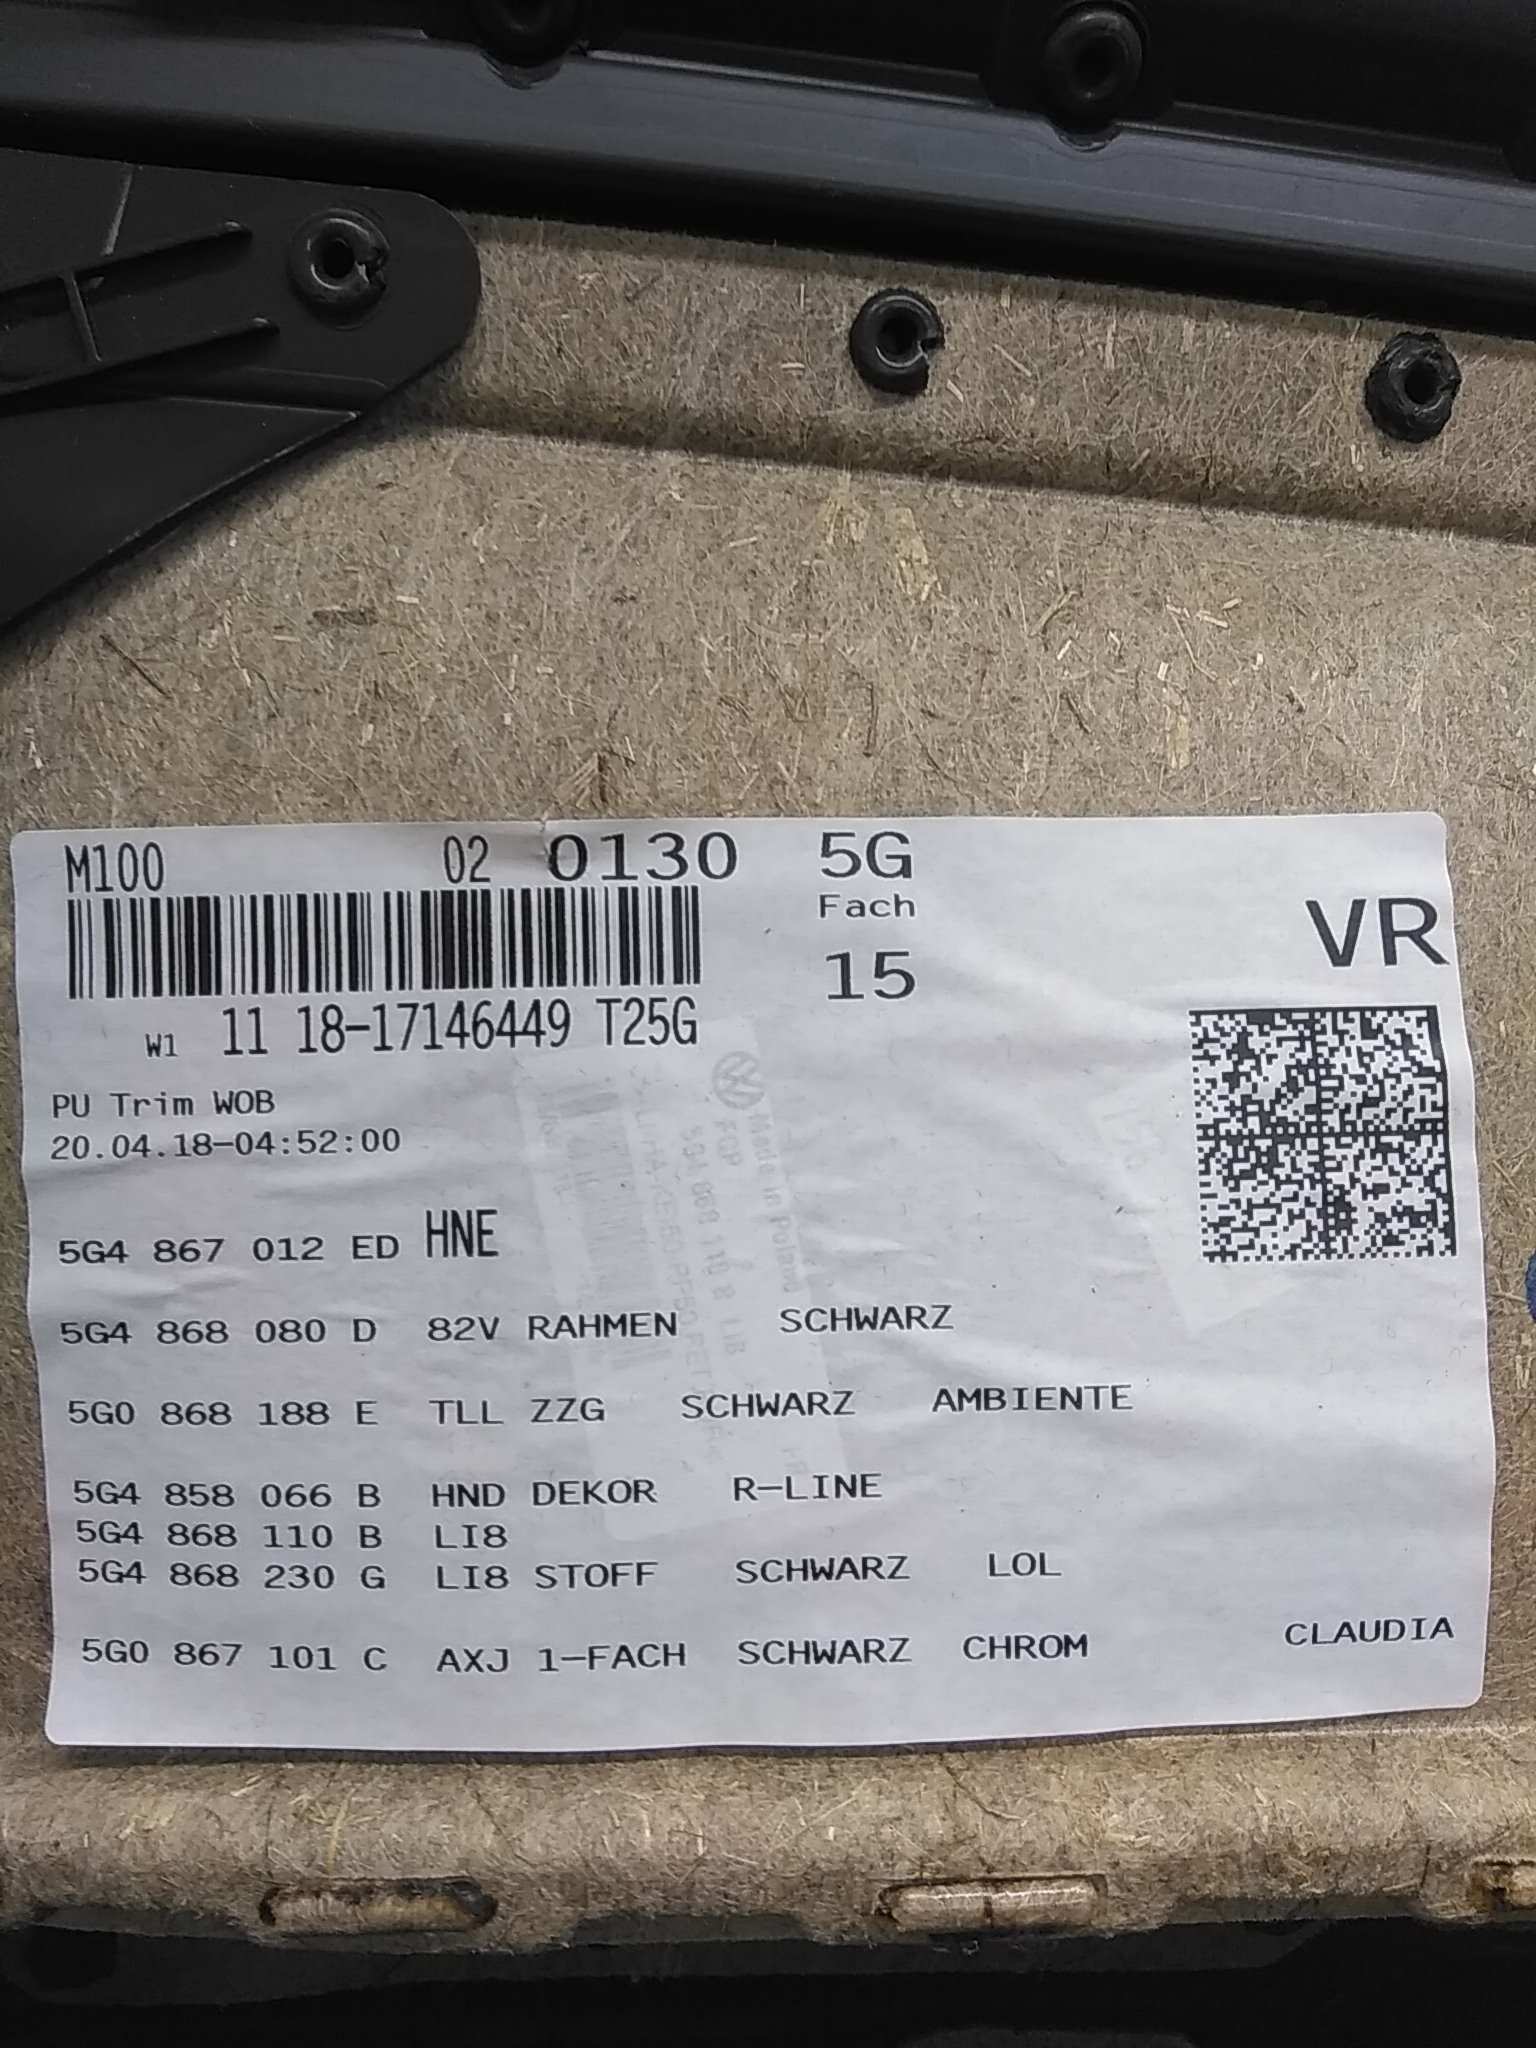 M100 02 0130 5G
Fach
VR
15
W1 11 18-17146449 T25G
PU Trim WOB
20.04.18-04:52:00
5G4 867 012 ED HNE
5G4 868 080 D 82V RAHMEN SCHWARZ
5G0 868 188 E TLL ZZG SCHWARZ AMBIENTE
5G4 858 066 B HND DEKOR R-LINE
5G4 868 110 B LI8
5G4 868 230 G LI8 STOFF SCHWARZ LOL
5G0 867 101 C AXJ 1-FACH SCHWARZ CHROM CLAUDIA
Made in Poland